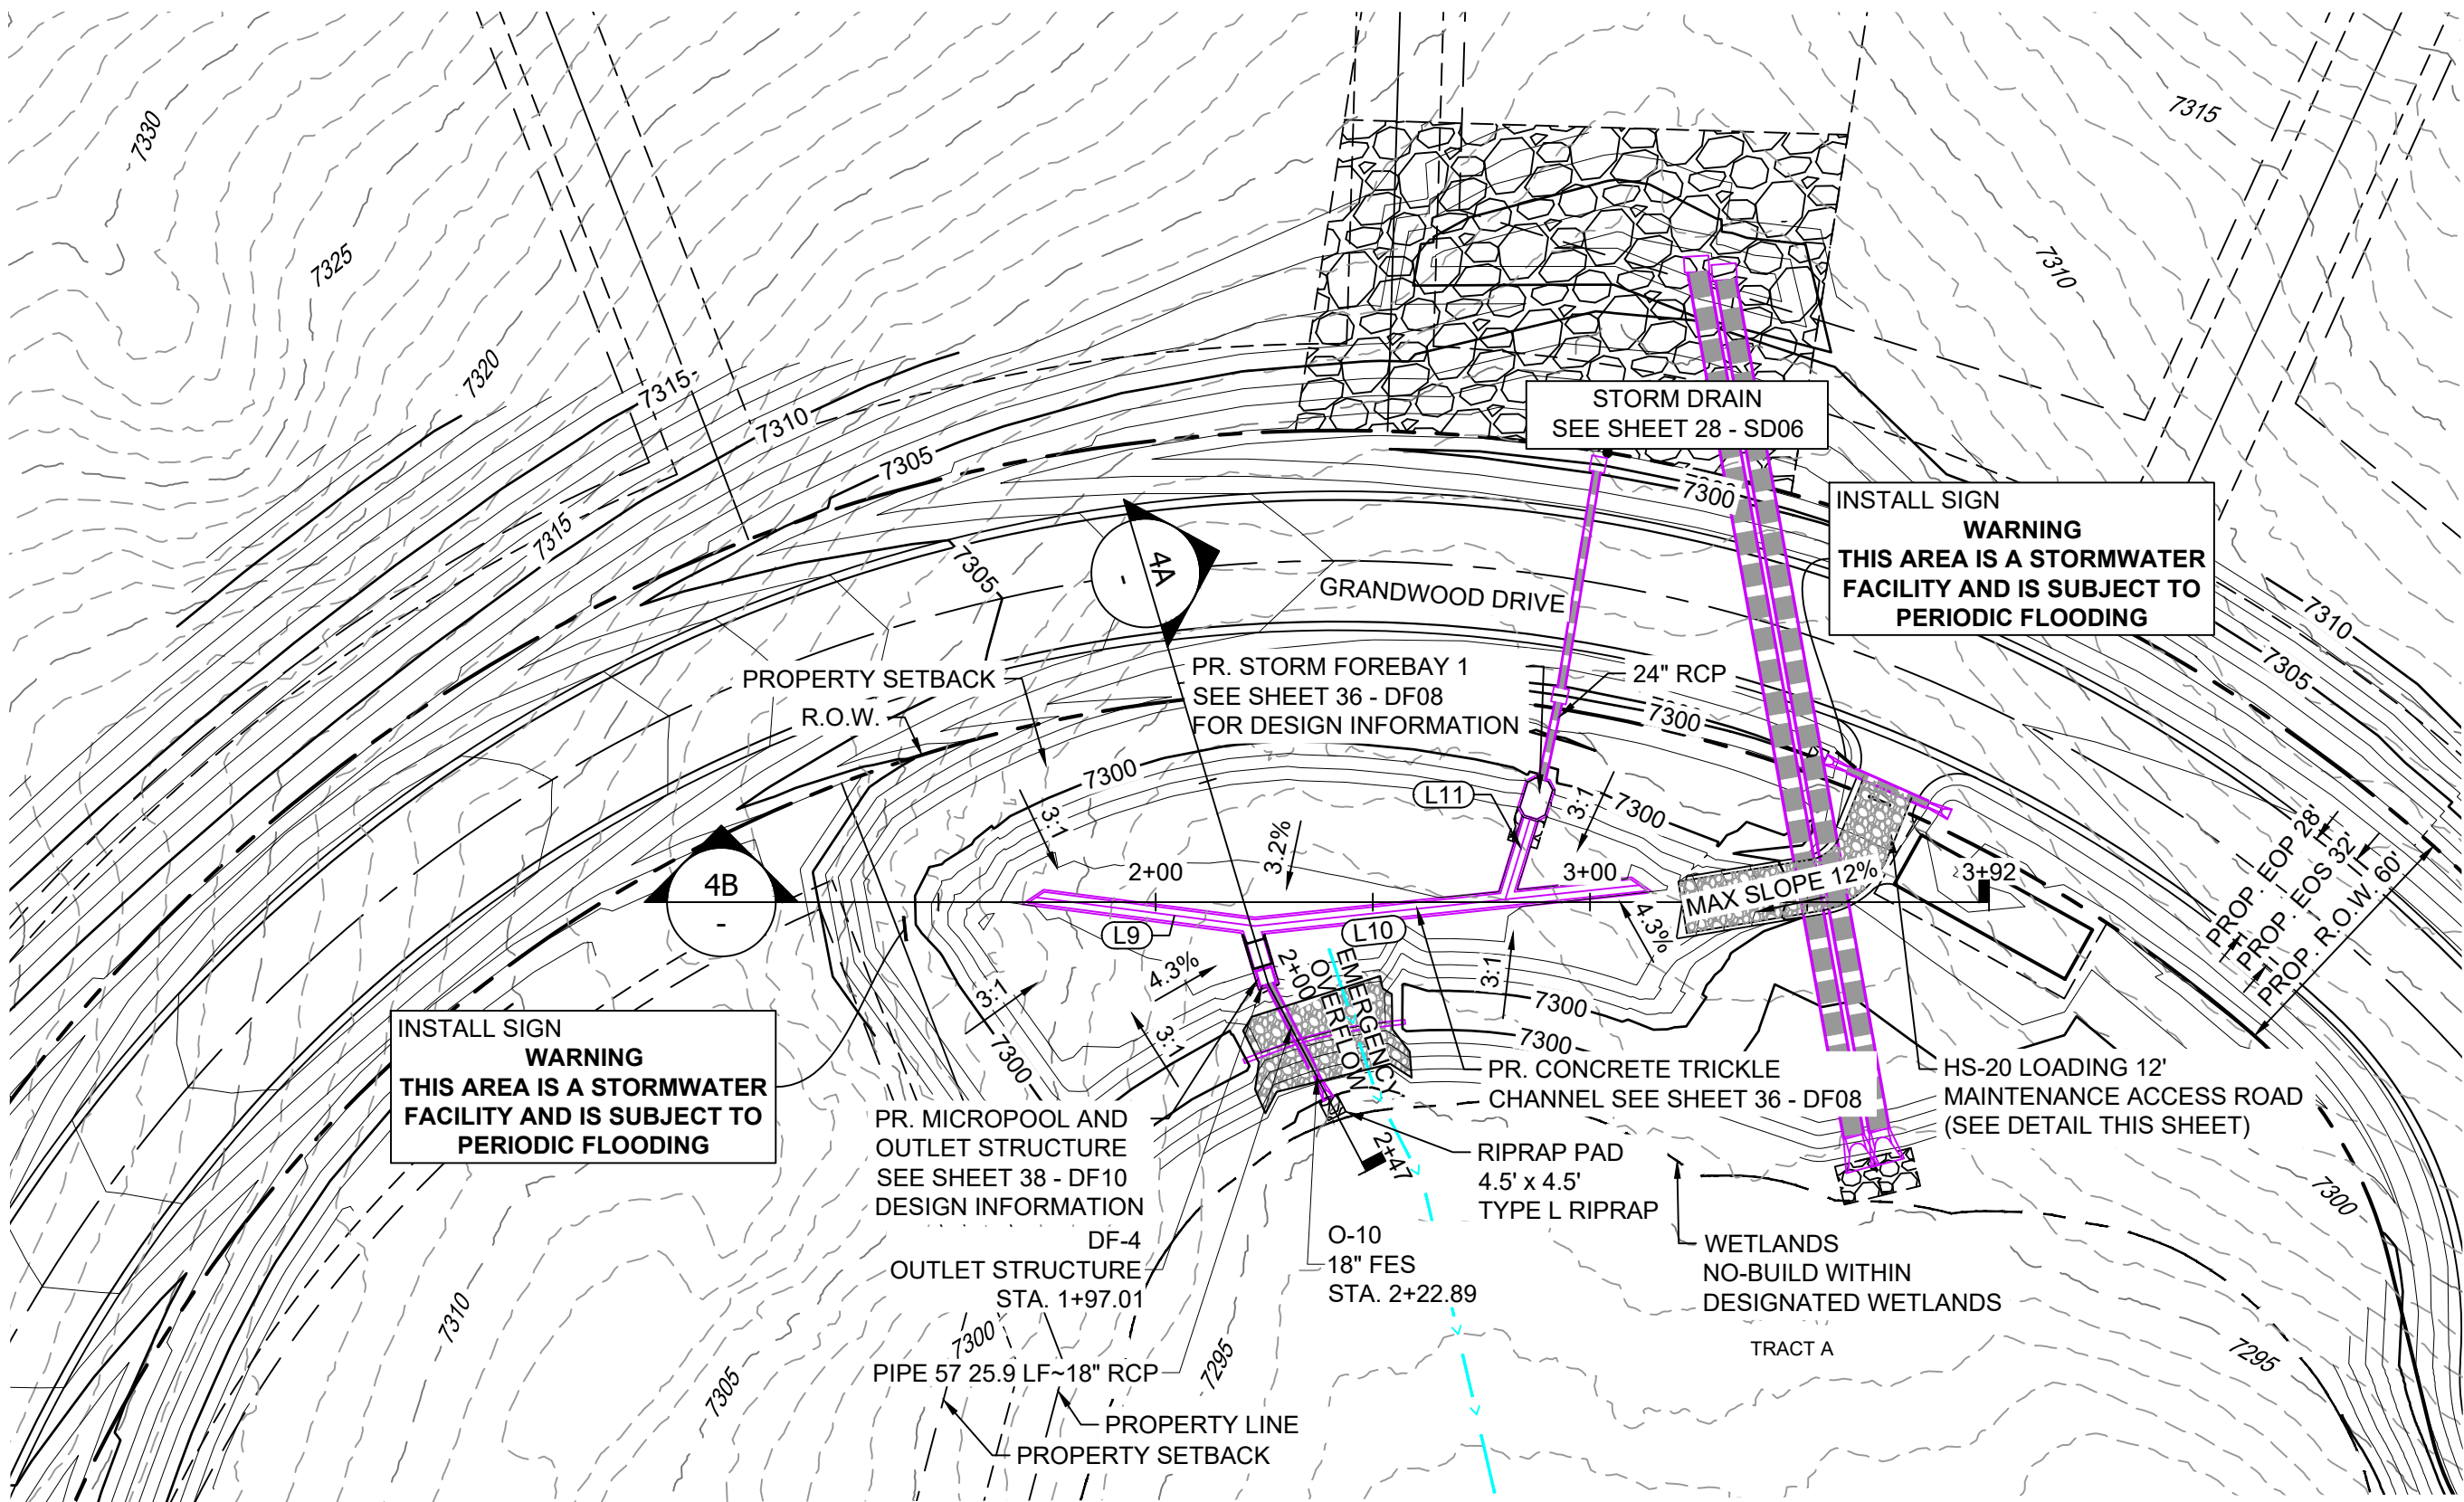 7330
7315
7325
7310
7320
7315
7310
7305
7315
STORM DRAIN
SEE SHEET 28 - SD06
7300
INSTALL SIGN
WARNING
THIS AREA IS A STORMWATER
FACILITY AND IS SUBJECT TO
PERIODIC FLOODING
7305
4A
-
GRANDWOOD DRIVE
7310
7305
PROPERTY SETBACK
R.O.W.
PR. STORM FOREBAY 1
SEE SHEET 36 - DF08
FOR DESIGN INFORMATION
24" RCP
7300
7300
L11
3:1
7300
3:1
3.2%
2+00
3+00
MAX SLOPE 12%
3+92
PROP. EOP 28'
PROP. EOS 32'
PROP. R.O.W. 60'
4B
-
L9
L10
4.3%
4.3%
3:1
3:1
3:1
2+00
EMERGENCY
OVERFLOW
7300
7300
7300
INSTALL SIGN
WARNING
THIS AREA IS A STORMWATER
FACILITY AND IS SUBJECT TO
PERIODIC FLOODING
PR. CONCRETE TRICKLE
CHANNEL SEE SHEET 36 - DF08
HS-20 LOADING 12'
MAINTENANCE ACCESS ROAD
(SEE DETAIL THIS SHEET)
PR. MICROPOOL AND
OUTLET STRUCTURE
SEE SHEET 38 - DF10
DESIGN INFORMATION
2+47
RIPRAP PAD
4.5' x 4.5'
TYPE L RIPRAP
7300
DF-4
OUTLET STRUCTURE
STA. 1+97.01
O-10
18" FES
STA. 2+22.89
WETLANDS
NO-BUILD WITHIN
DESIGNATED WETLANDS
TRACT A
7310
7300
7295
7295
PIPE 57 25.9 LF~18" RCP
7305
PROPERTY LINE
PROPERTY SETBACK